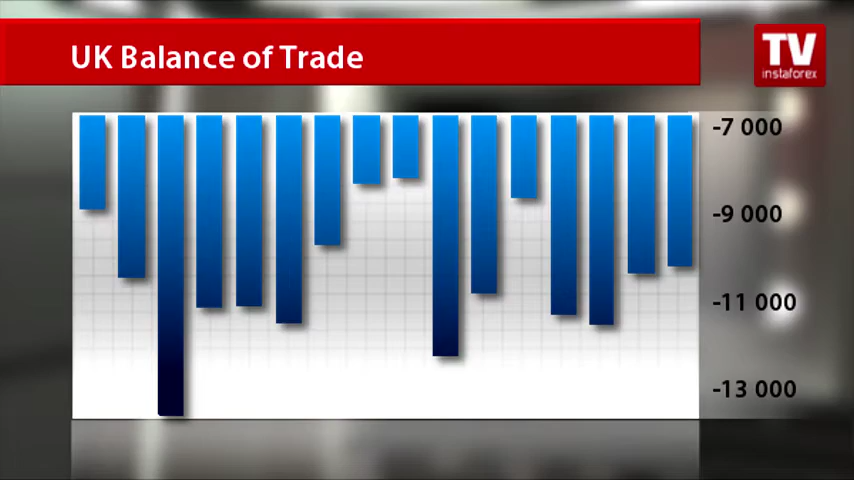 UK Balance of Trade
TV
instaforex
-7 000
-9 000
-11 000
-13 000